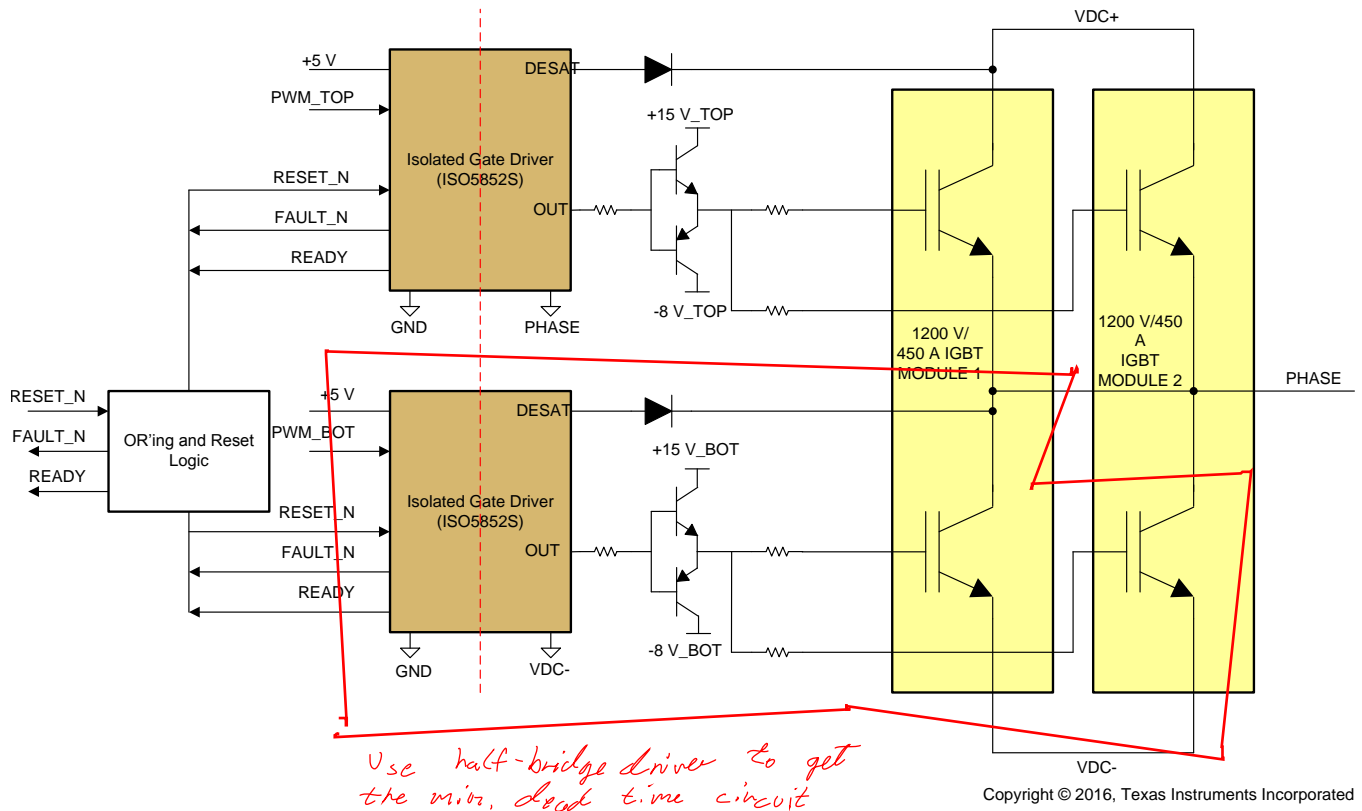 VDC+
+5 V
DESAT
PWM_TOP
+15 V_TOP
Isolated Gate Driver
(ISO5852S)
RESET_N
FAULT_N
OUT
READY
GND
PHASE
-8 V_TOP
1200 V/
450 A IGBT
MODULE 1
1200 V/450
A
IGBT
MODULE 2
PHASE
RESET_N
FAULT_N
READY
OR'ing and Reset
Logic
+5 V
DESAT
PWM_BOT
+15 V_BOT
Isolated Gate Driver
(ISO5852S)
RESET_N
OUT
FAULT_N
READY
GND
VDC-
-8 V_BOT
VDC-
Use half-bridge driver to get
the min, dead time circuit
Copyright © 2016, Texas Instruments Incorporated